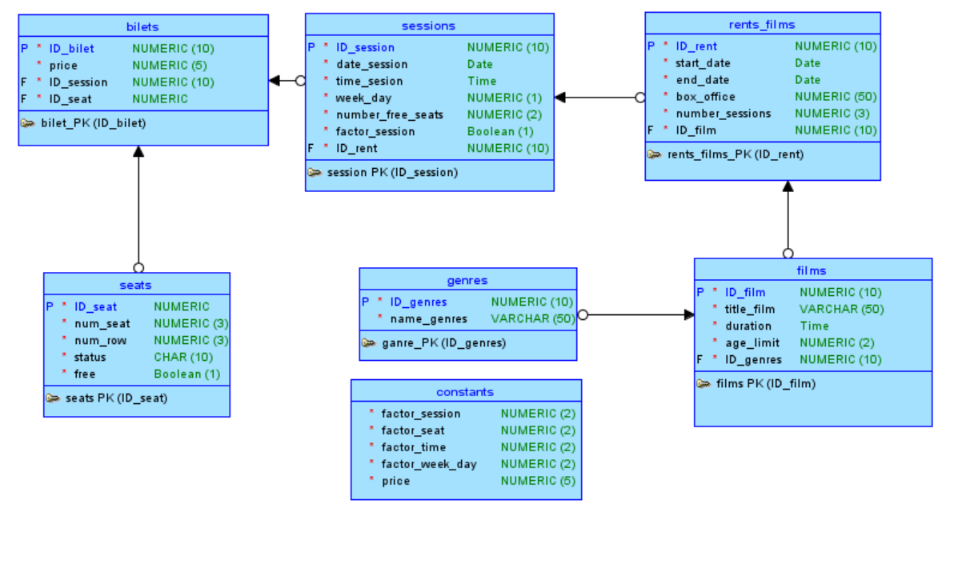 bilets
P * ID_bilet NUMERIC (10)
* price NUMERIC (5)
F * ID_session NUMERIC (10)
F * ID_seat NUMERIC
bilet_PK (ID_bilet)
sessions
P * ID_session NUMERIC (10)
* date_session Date
* time_sesion Time
* week_day NUMERIC (1)
* number_free_seats NUMERIC (2)
* factor_session Boolean (1)
F * ID_rent NUMERIC (10)
session PK (ID_session)
rents_films
P * ID_rent NUMERIC (10)
* start_date Date
* end_date Date
* box_office NUMERIC (50)
* number_sessions NUMERIC (3)
F * ID_film NUMERIC (10)
rents_films_PK (ID_rent)
seats
P * ID_seat NUMERIC
* num_seat NUMERIC (3)
* num_row NUMERIC (3)
* status CHAR (10)
* free Boolean (1)
seats PK (ID_seat)
genres
P * ID_genres NUMERIC (10)
* name_genres VARCHAR (50)
ganre_PK (ID_genres)
films
P * ID_film NUMERIC (10)
* title_film VARCHAR (50)
* duration Time
* age_limit NUMERIC (2)
F * ID_genres NUMERIC (10)
films PK (ID_film)
constants
* factor_session NUMERIC (2)
* factor_seat NUMERIC (2)
* factor_time NUMERIC (2)
* factor_week_day NUMERIC (2)
* price NUMERIC (5)